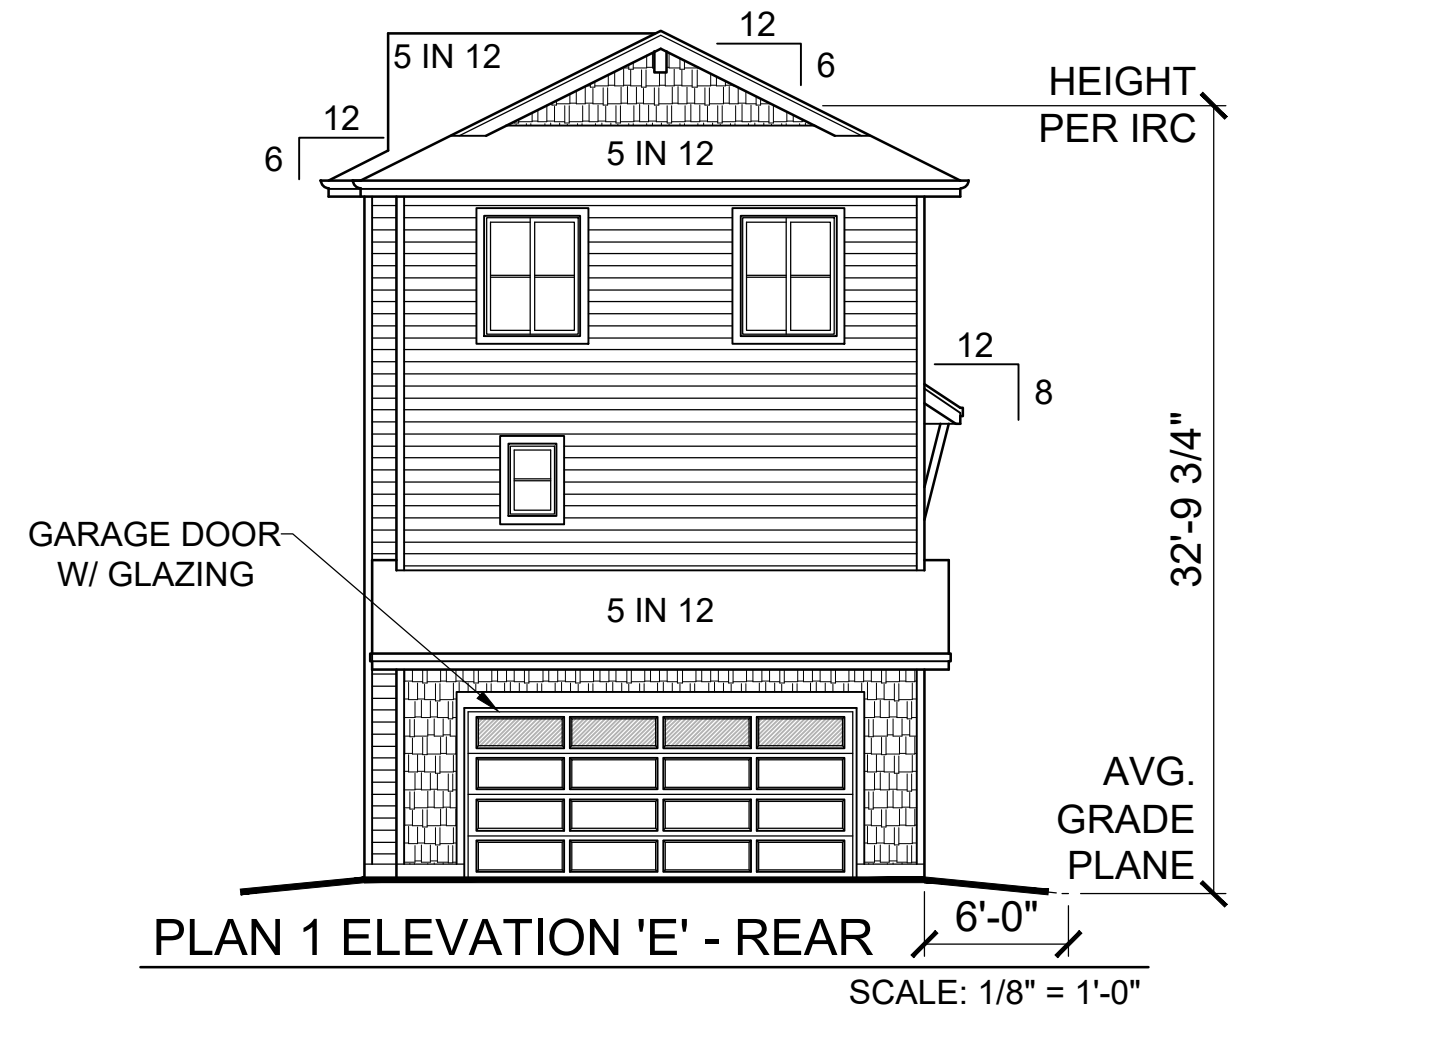 12
5 IN 12
6
HEIGHT
PER IRC
12
6
5 IN 12
12
8
32'-9 3/4"
GARAGE DOOR
W/ GLAZING
5 IN 12
AVG.
GRADE
PLANE
6'-0"
PLAN 1 ELEVATION 'E' - REAR
SCALE: 1/8" = 1'-0"